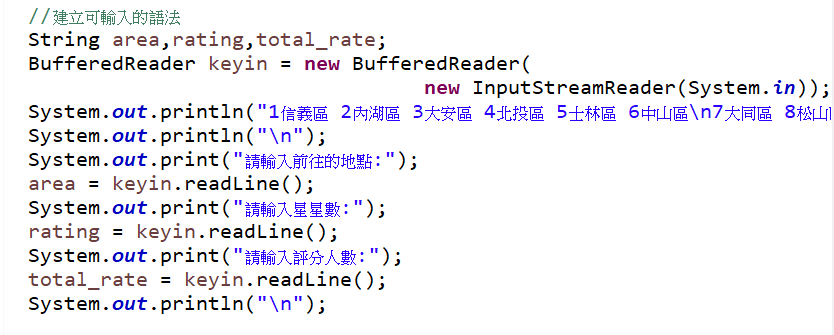 //建立可輸入的語法
String area,rating,total_rate;
BufferedReader keyin = new BufferedReader(
new InputStreamReader(System.in));
System.out.println("1信義區 2內湖區 3大安區 4北投區 5士林區 6中山區\n7大同區 8松山
System.out.println("\n");
System.out.print("請輸入前往的地點:");
area = keyin.readLine();
System.out.print("請輸入星星數:");
rating = keyin.readLine();
System.out.print("請輸入評分人數:");
total_rate = keyin.readLine();
System.out.println("\n");